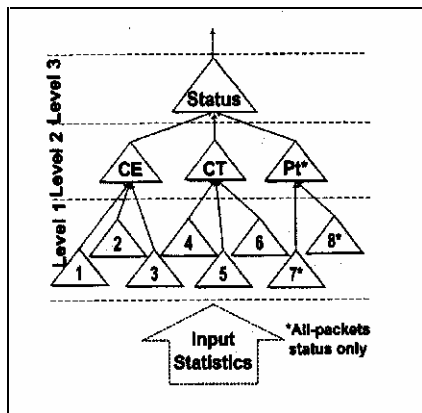 Level 3
Status
Level 2
CE
CT
Pt*
Level 1
2
4
6
8*
1
3
5
7*
Input
Statistics
*All-packets
status only